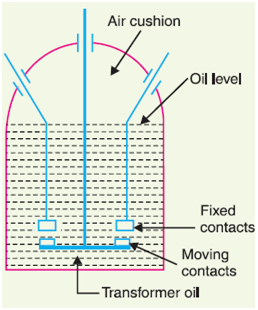 Air cushion
Oil level
Fixed
contacts
Moving
contacts
Transformer oil